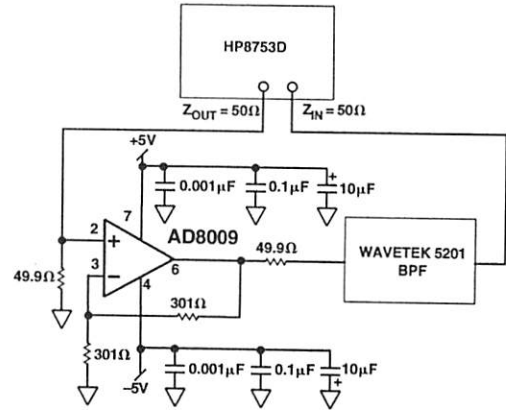 HP8753D
Z_OUT = 50Ω
Z_IN = 50Ω
+5V
0.001μF
0.1μF
+
10μF
7
AD8009
2
+
3
−
6
4
49.9Ω
49.9Ω
WAVETEK 5201
BPF
301Ω
301Ω
−5V
0.001μF
0.1μF
10μF
+